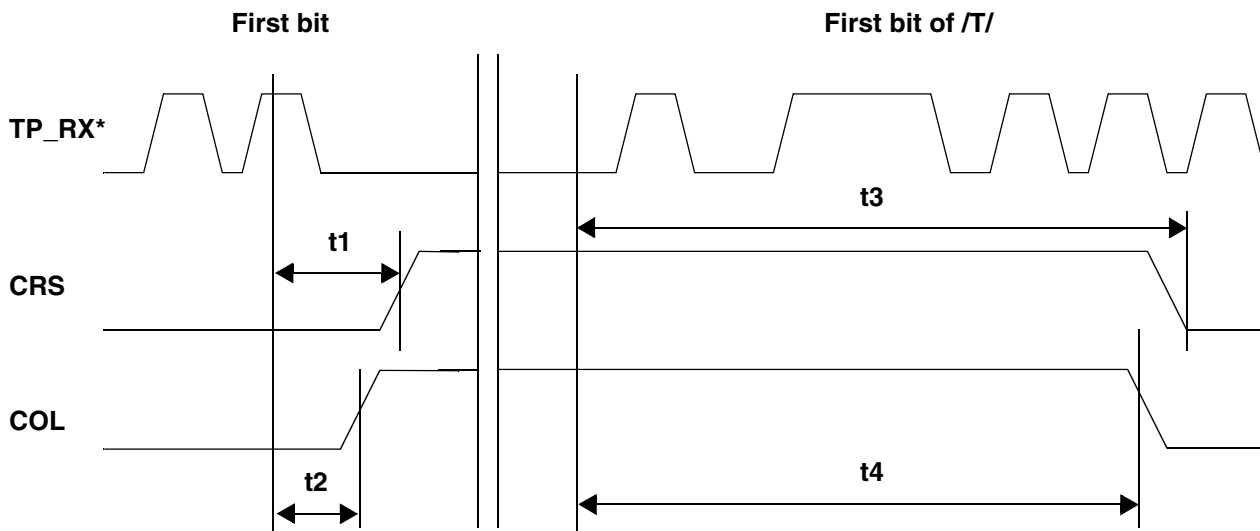 First bit
First bit of /T/
TP_RX*
t3
t1
CRS
COL
t4
t2